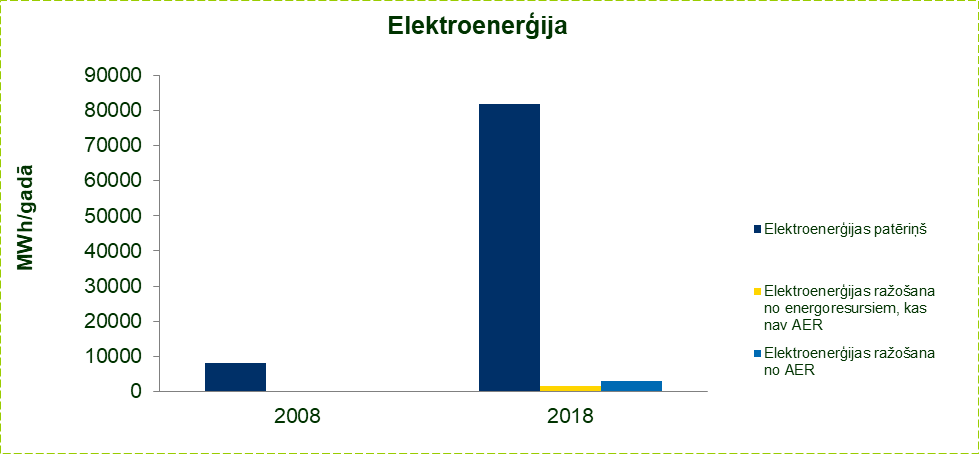 Elektroenerģija
MWh/gadā
90000
80000
70000
60000
50000
40000
30000
20000
10000
0
2008
2018
Elektroenerģijas patēriņš
Elektroenerģijas ražošana
no energoresursiem, kas
nav AER
Elektroenerģijas ražošana
no AER